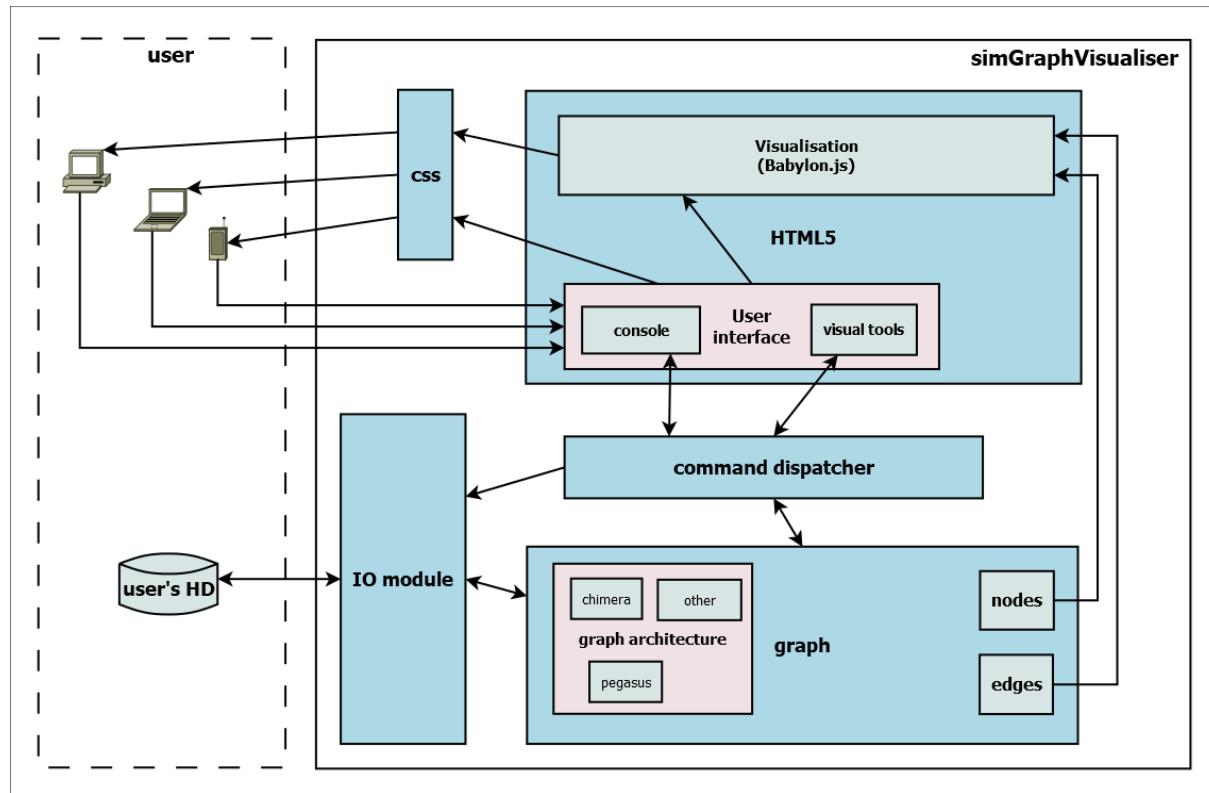 user
simGraphVisualiser
css
Visualisation
(Babylon.js)
HTML5
User
interface
console
visual tools
command dispatcher
IO module
user's HD
chimera
other
graph architecture
pegasus
graph
nodes
edges